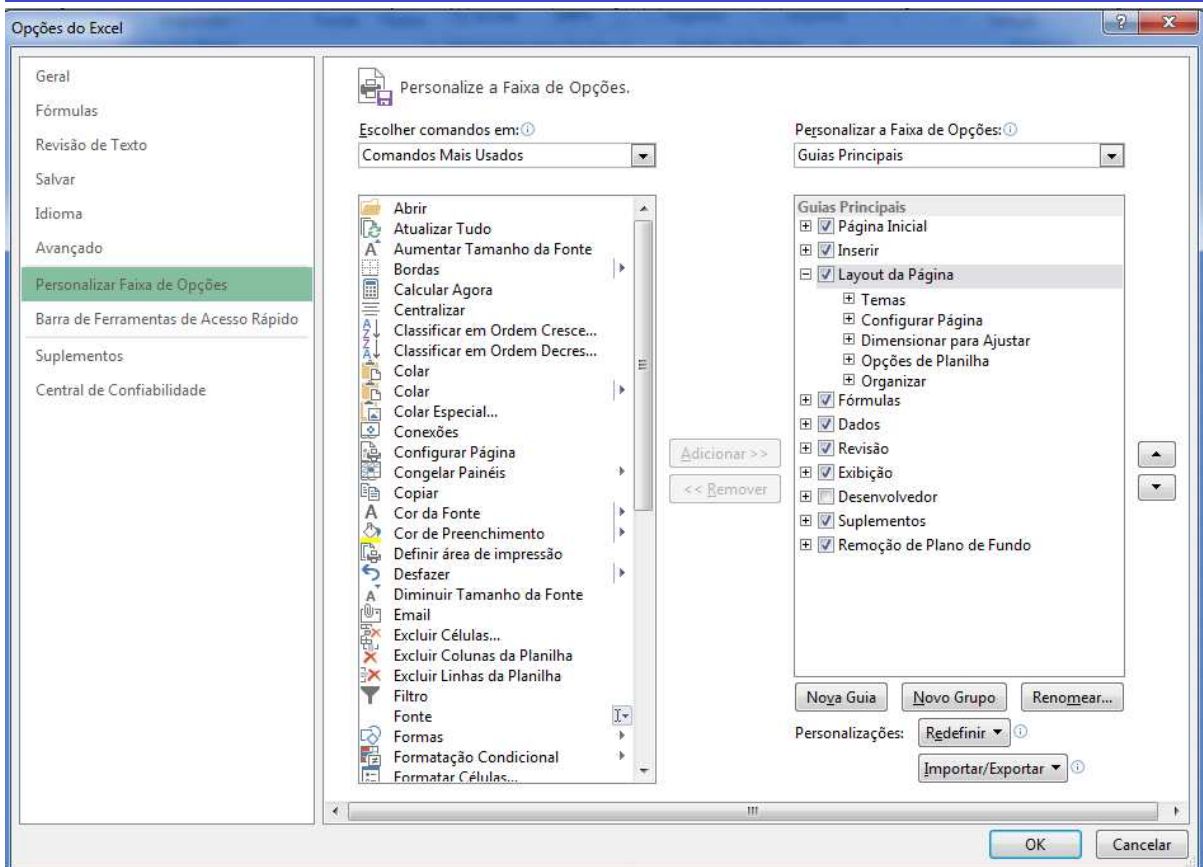 Opções do Excel
Geral
Fórmulas
Revisão de Texto
Salvar
Idioma
Avançado
Personalizar Faixa de Opções
Barra de Ferramentas de Acesso Rápido
Suplementos
Central de Confiabilidade
Personalize a Faixa de Opções.
Escolher comandos em:
Comandos Mais Usados
Abrir
Atualizar Tudo
Aumentar Tamanho da Fonte
Bordas
Calcular Agora
Centralizar
Classificar em Ordem Cresce...
Classificar em Ordem Decres...
Colar
Colar
Colar Especial...
Conexões
Configurar Página
Congelar Painéis
Copiar
Cor da Fonte
Cor de Preenchimento
Definir área de impressão
Desfazer
Diminuir Tamanho da Fonte
Email
Excluir Células...
Excluir Colunas da Planilha
Excluir Linhas da Planilha
Filtro
Fonte
Formas
Formatação Condicional
Formatar Células...
Adicionar >>
<< Remover
Personalizar a Faixa de Opções:
Guias Principais
Guias Principais
Página Inicial
Inserir
Layout da Página
Temas
Configurar Página
Dimensionar para Ajustar
Opções de Planilha
Organizar
Fórmulas
Dados
Revisão
Exibição
Desenvolvedor
Suplementos
Remoção de Plano de Fundo
Nova Guia Novo Grupo Renomear...
Personalizações: Redefinir
Importar/Exportar
OK Cancelar